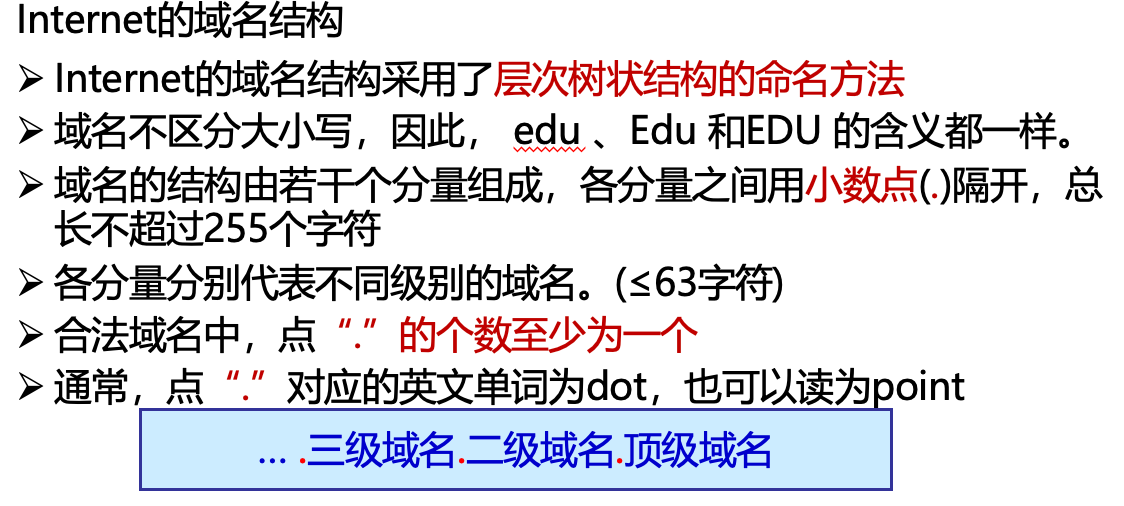 Internet的域名结构
➢ Internet的域名结构采用了层次树状结构的命名方法
➢ 域名不区分大小写，因此， edu 、Edu 和EDU 的含义都一样。
➢ 域名的结构由若干个分量组成，各分量之间用小数点(.)隔开，总
长不超过255个字符
➢ 各分量分别代表不同级别的域名。(≤63字符)
➢ 合法域名中，点“.”的个数至少为一个
➢ 通常，点“.”对应的英文单词为dot，也可以读为point
… .三级域名.二级域名.顶级域名